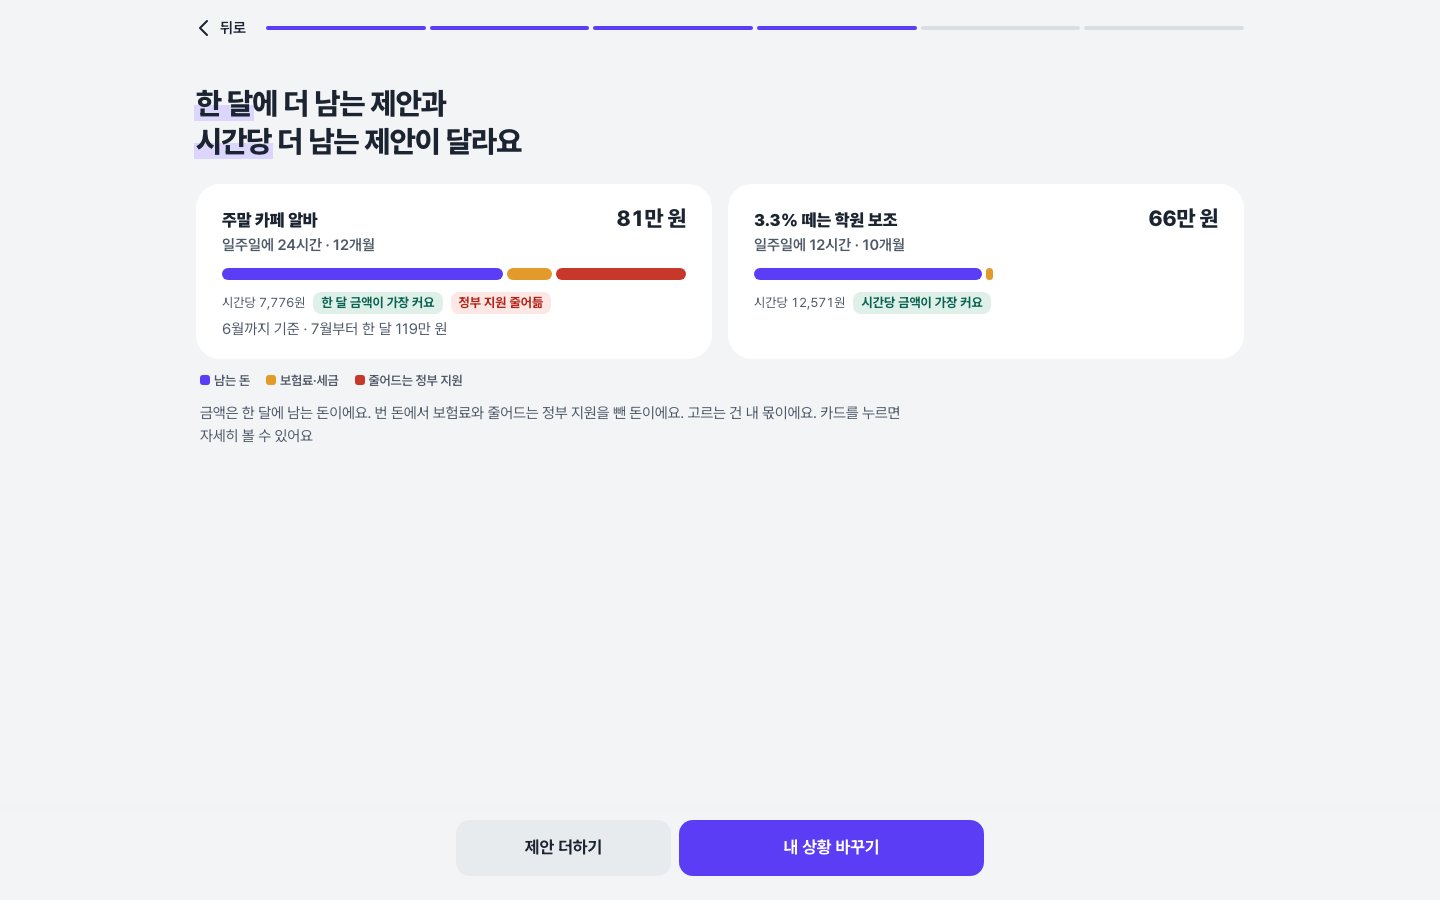 뒤로
한 달에 더 남는 제안과
시간당 더 남는 제안이 달라요
주말 카페 알바
81만 원
일주일에 24시간 · 12개월
시간당 7,776원
한 달 금액이 가장 커요
정부 지원 줄어듦
6월까지 기준 · 7월부터 한 달 119만 원
3.3% 떼는 학원 보조
66만 원
일주일에 12시간 · 10개월
시간당 12,571원
시간당 금액이 가장 커요
남는 돈
보험료·세금
줄어드는 정부 지원
금액은 한 달에 남는 돈이에요. 번 돈에서 보험료와 줄어드는 정부 지원을 뺀 돈이에요. 고르는 건 내 몫이에요. 카드를 누르면
자세히 볼 수 있어요
제안 더하기
내 상황 바꾸기